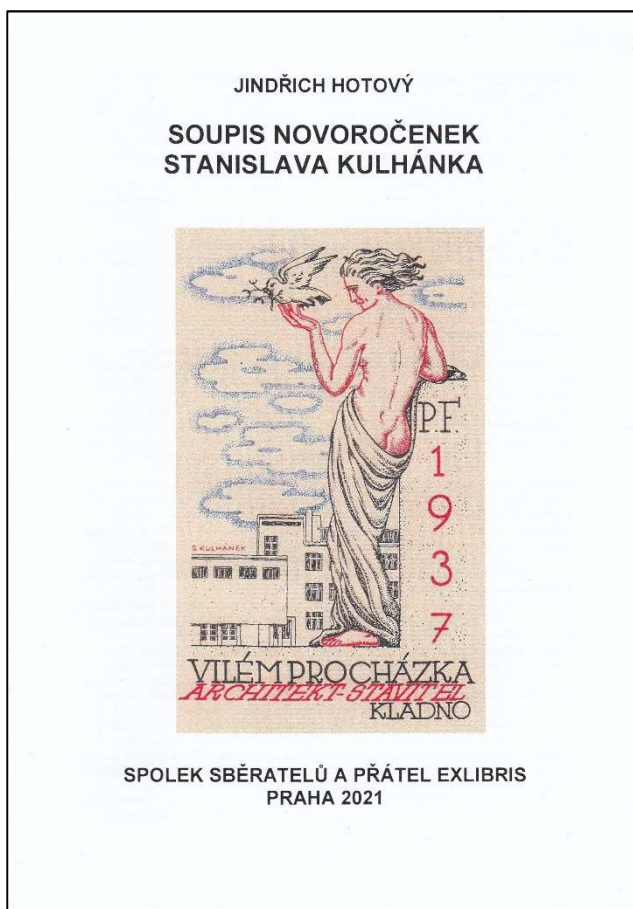 JINDŘICH HOTOVÝ
SOUPIS NOVOROČENEK
STANISLAVA KULHÁNKA
P.F.
1
9
3
7
S KULHÁNEK
VILÉM PROCHÁZKA
ARCHITEKT-STAVITEL
KLADNO
SPOLEK SBĚRATELŮ A PŘÁTEL EXLIBRIS
PRAHA 2021